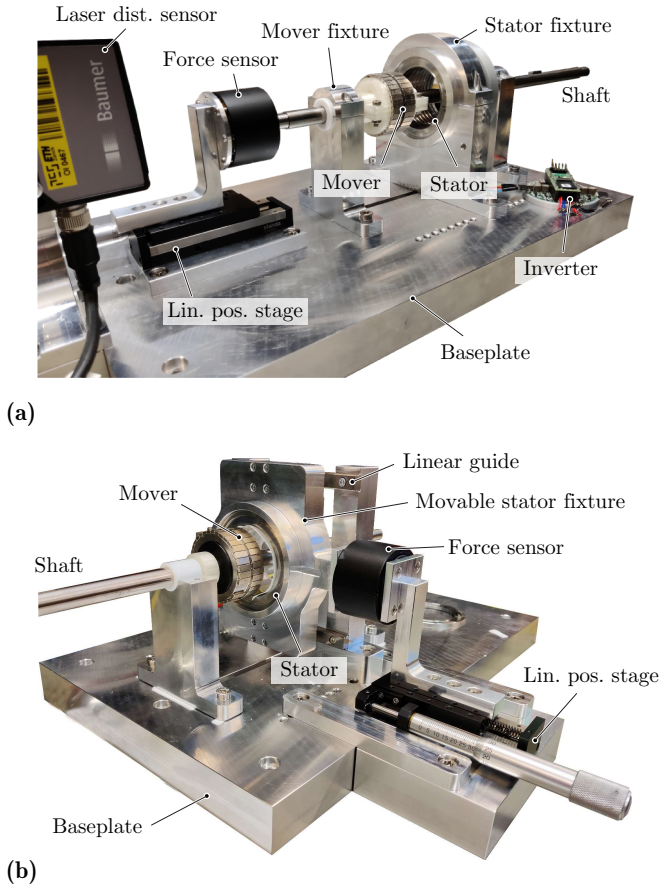 Laser dist. sensor
Mover fixture
Stator fixture
Force sensor
Baumer
ETH
Shaft
Mover
Stator
Inverter
Lin. pos. stage
Baseplate
(a)
Linear guide
Mover
Movable stator fixture
Force sensor
Shaft
Stator
Lin. pos. stage
Baseplate
(b)